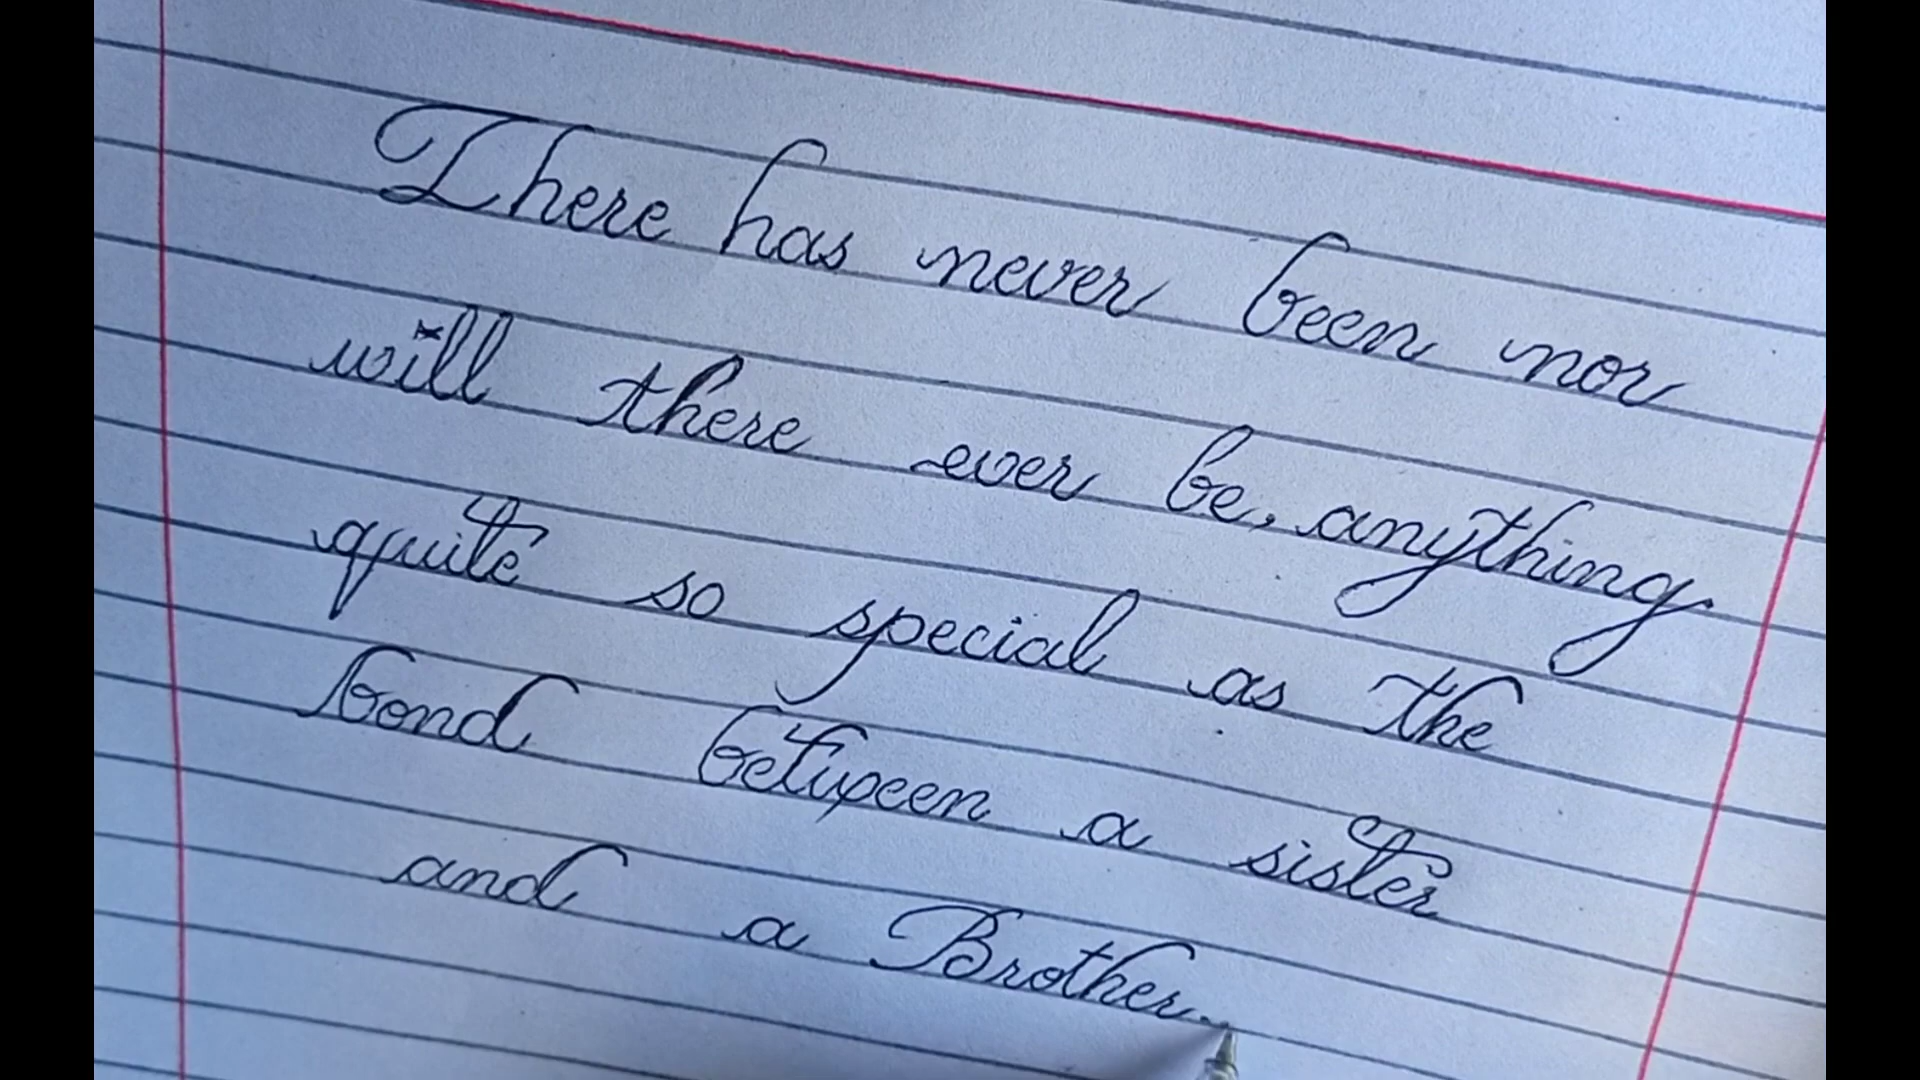 There has never been nor
will there ever be, anything
quite so special as the
bond between a sister
and a Brother..